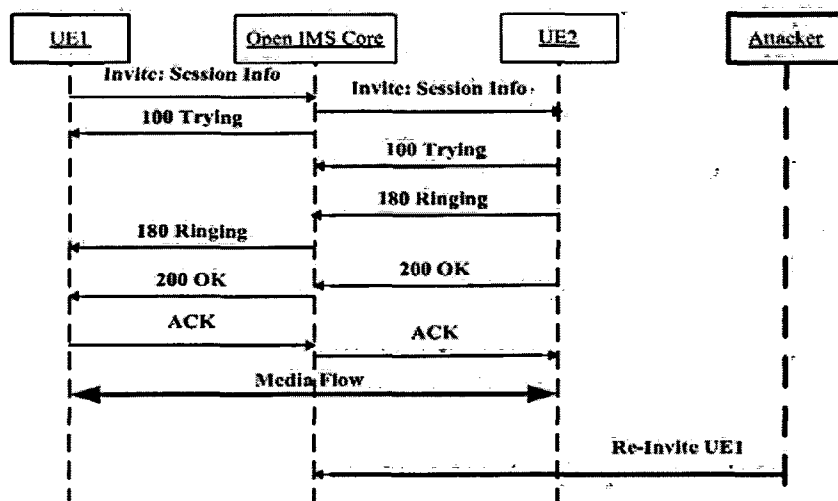 UE1
Open IMS Core
UE2
Attacker
Invite: Session Info
Invite: Session Info
100 Trying
100 Trying
180 Ringing
180 Ringing
200 OK
200 OK
ACK
ACK
Media Flow
Re-Invite UE1